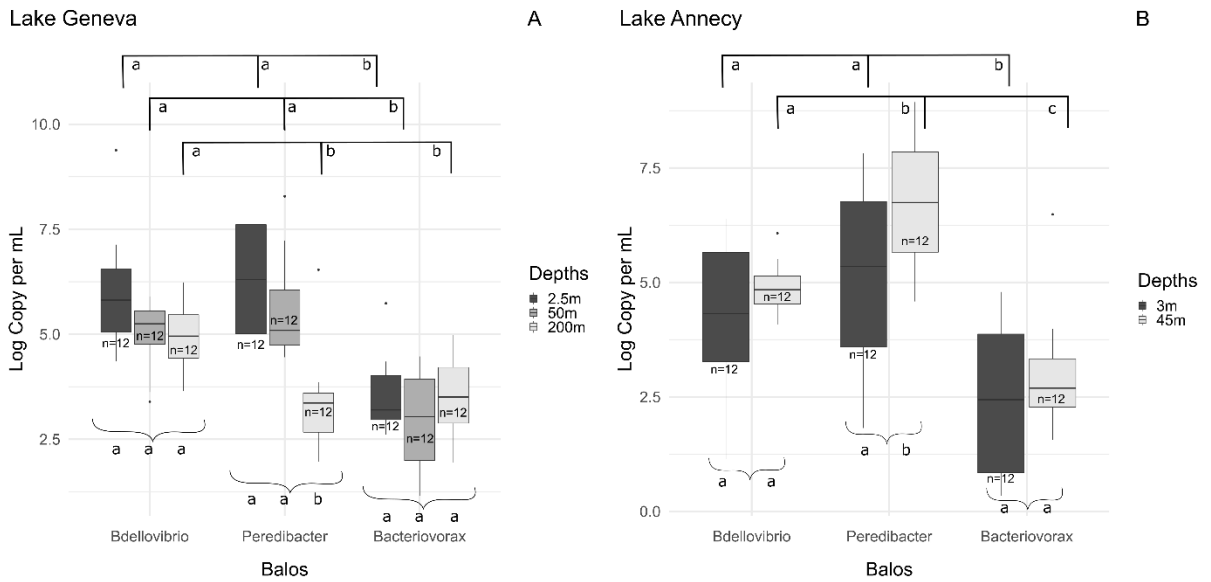 Lake Geneva
A
a a b
a a b
a b b
Log Copy per mL
10.0
7.5
5.0
2.5
n=12
n=12
n=12
n=12
n=12
n=12
n=12
n=12
n=12
a a a
a a b
a a a
Bdellovibrio
Peredibacter
Bacteriovorax
Balos
Depths
2.5m
50m
200m
Lake Annecy
B
a a b
a b c
Log Copy per mL
7.5
5.0
2.5
0.0
n=12
n=12
n=12
n=12
n=12
n=12
a a
a b
a a
Bdellovibrio
Peredibacter
Bacteriovorax
Balos
Depths
3m
45m